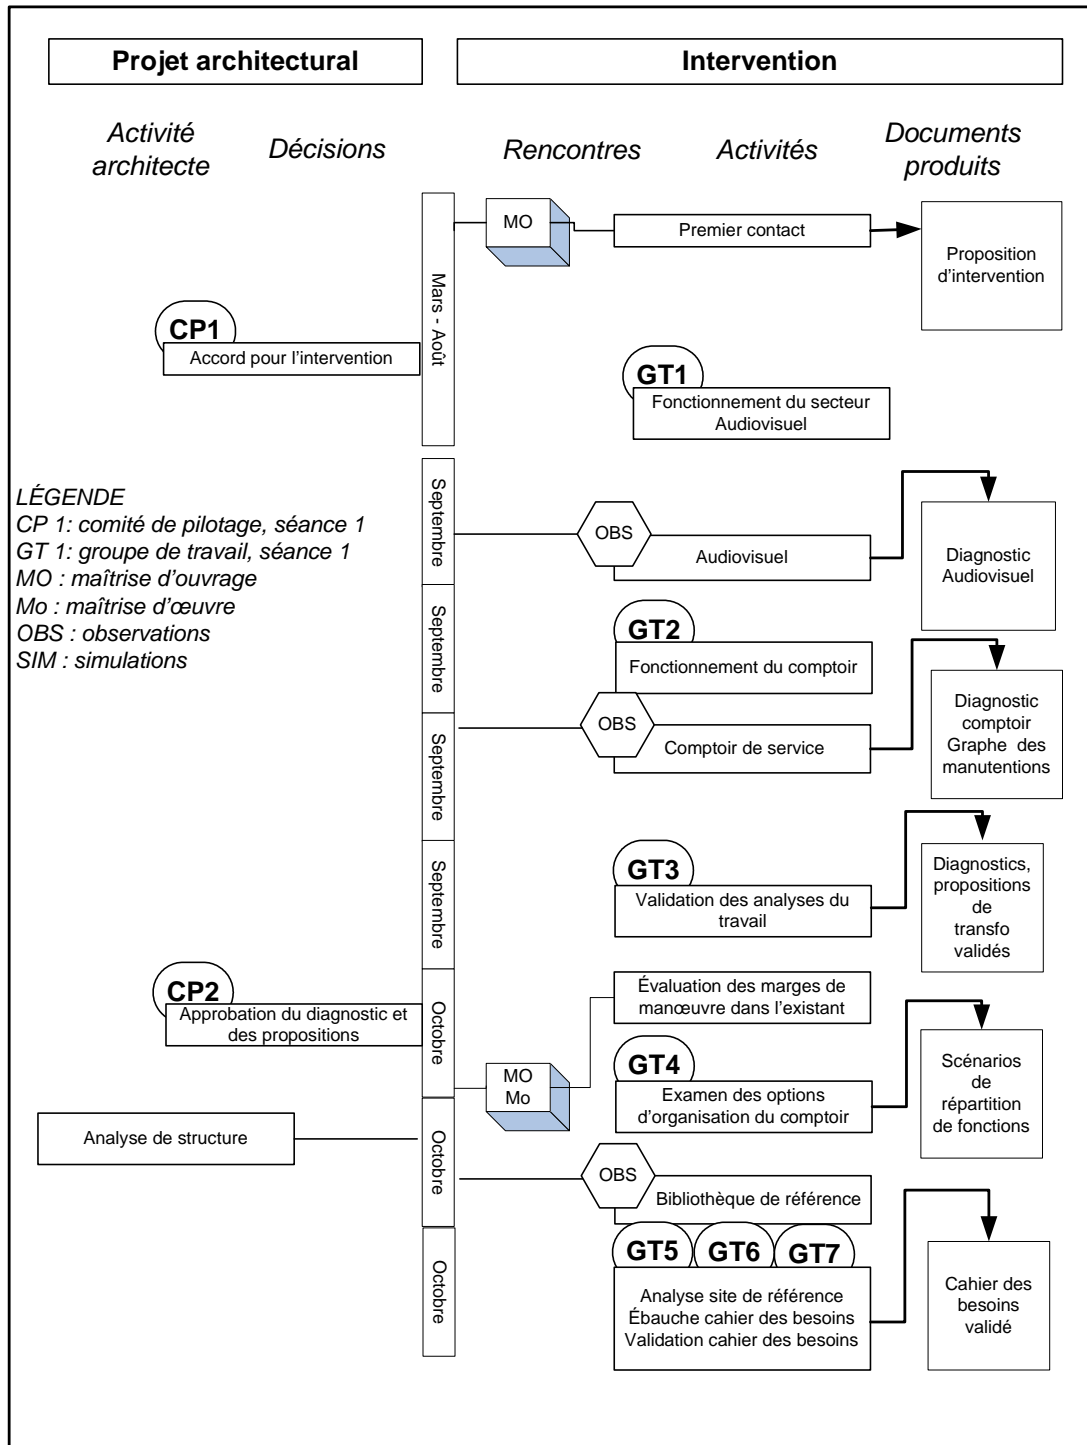 Projet architectural
Intervention
Activité
architecte
Décisions
Rencontres
Activités
Documents
produits
Mars - Août
MO
Premier contact
Proposition
d'intervention
CP1
Accord pour l'intervention
GT1
Fonctionnement du secteur
Audiovisuel
LÉGENDE
CP 1: comité de pilotage, séance 1
GT 1: groupe de travail, séance 1
MO : maîtrise d'ouvrage
Mo : maîtrise d'œuvre
OBS : observations
SIM : simulations
Septembre
OBS
Audiovisuel
Diagnostic
Audiovisuel
Septembre
GT2
Fonctionnement du comptoir
Septembre
OBS
Comptoir de service
Diagnostic
comptoir
Graphe des
manutentions
Septembre
GT3
Validation des analyses du
travail
Diagnostics,
propositions
de
transfo
validés
CP2
Approbation du diagnostic et
des propositions
Octobre
MO
Mo
Évaluation des marges de
manœuvre dans l'existant
GT4
Examen des options
d'organisation du comptoir
Scénarios
de
répartition
de fonctions
Analyse de structure
Octobre
OBS
Bibliothèque de référence
Octobre
GT5
GT6
GT7
Analyse site de référence
Ébauche cahier des besoins
Validation cahier des besoins
Cahier des
besoins
validé